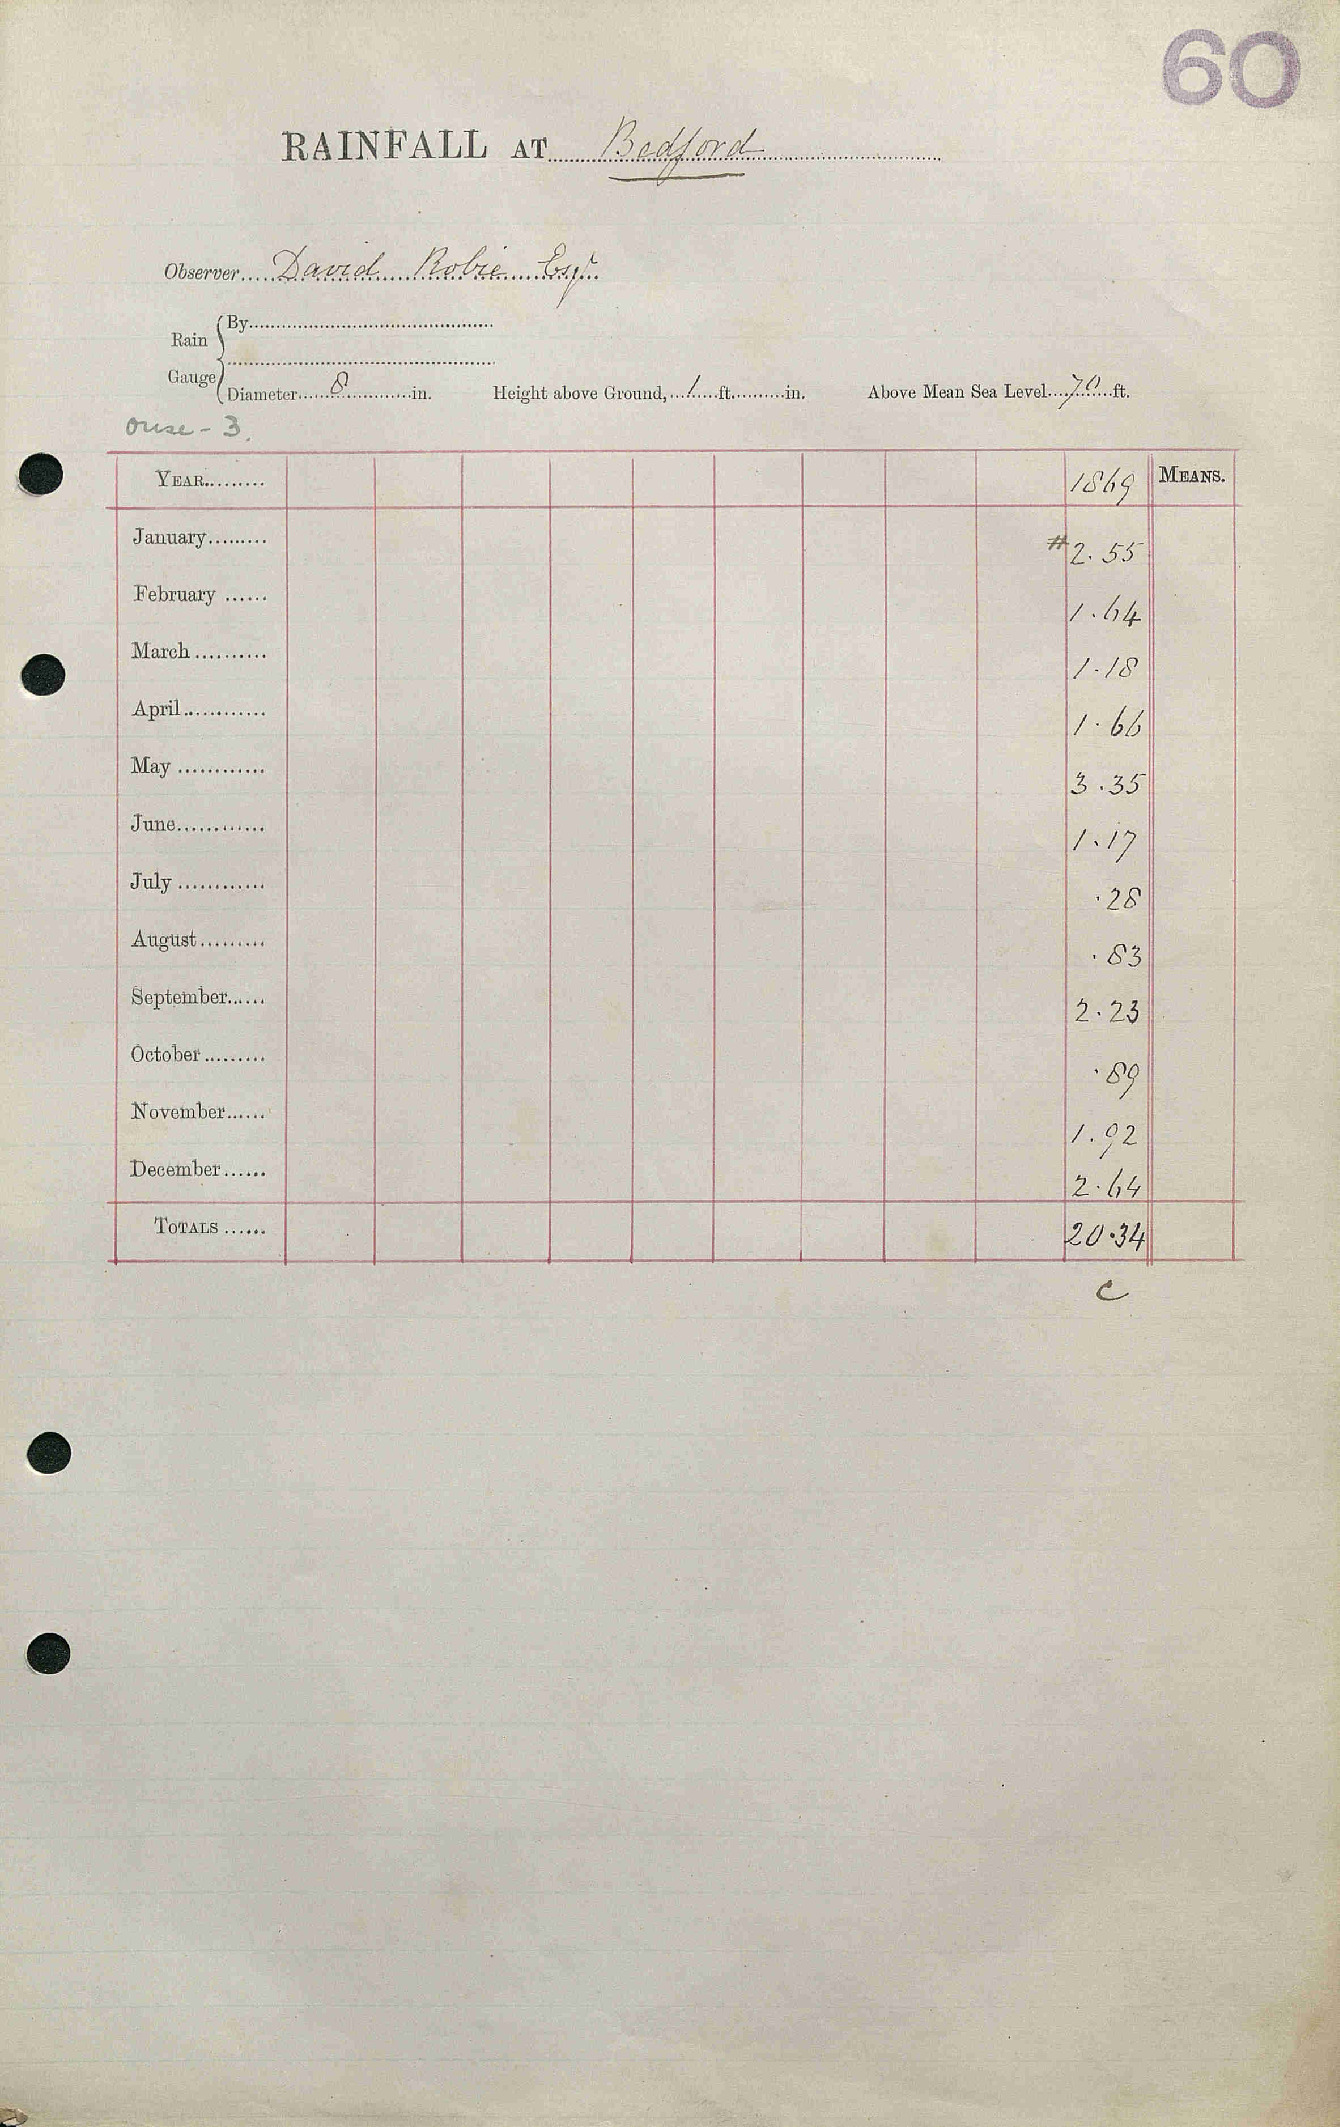 60
RAINFALL AT Bedford
Observer David Robie Esq
Rain Gauge
By
Diameter 8 in. Height above Ground, 1 ft. in. Above Mean Sea Level 70 ft.
Ouse - 3.
YEAR 1869 MEANS.
January #2.55
February 1.64
March 1.18
April 1.66
May 3.35
June 1.17
July .28
August .83
September 2.23
October .89
November 1.92
December 2.64
TOTALS 20.34
C